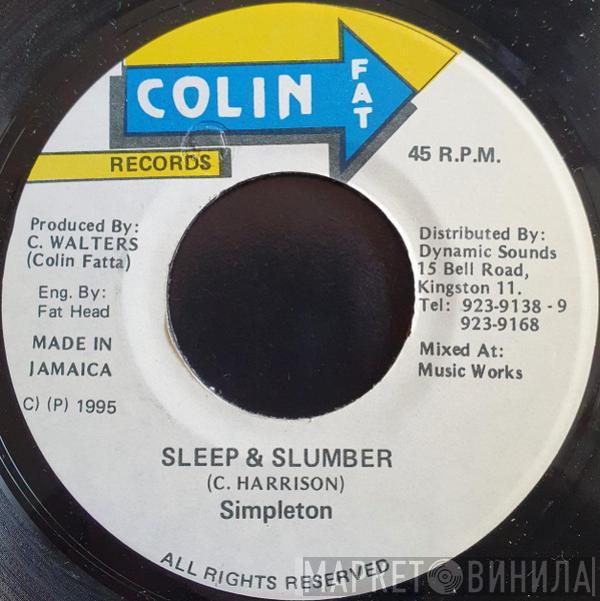 COLIN
FAT
RECORDS
45 R.P.M.
Produced By:
C. WALTERS
(Colin Fatta)
Eng. By:
Fat Head
MADE IN
JAMAICA
C) (P) 1995
Distributed By:
Dynamic Sounds
15 Bell Road,
Kingston 11.
Tel: 923-9138 - 9
923-9168
Mixed At:
Music Works
SLEEP & SLUMBER
(C. HARRISON)
Simpleton
ALL RIGHTS RESERVED
МАРКЕТ ВИНИЛА